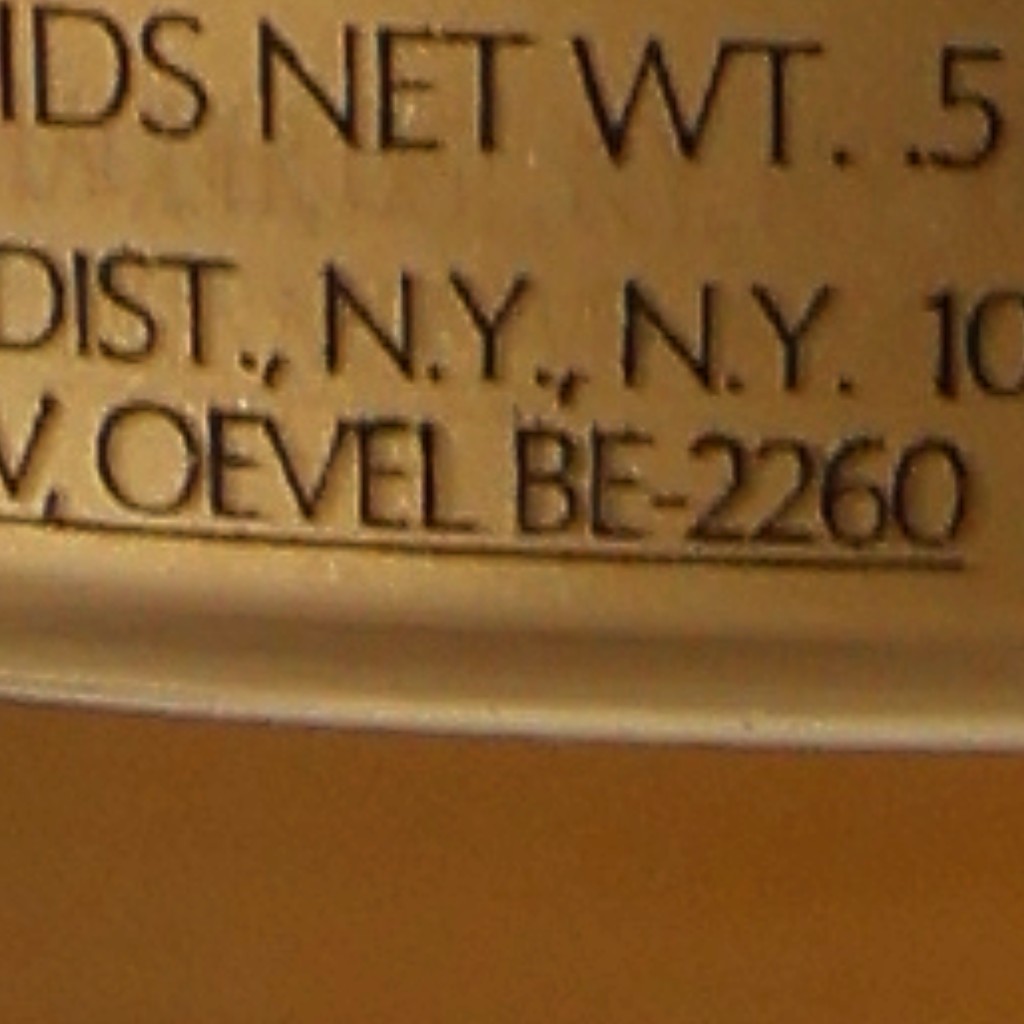 IDS NET WT. .5
DIST., N.Y., N.Y. 10
V, OEVEL BE-2260